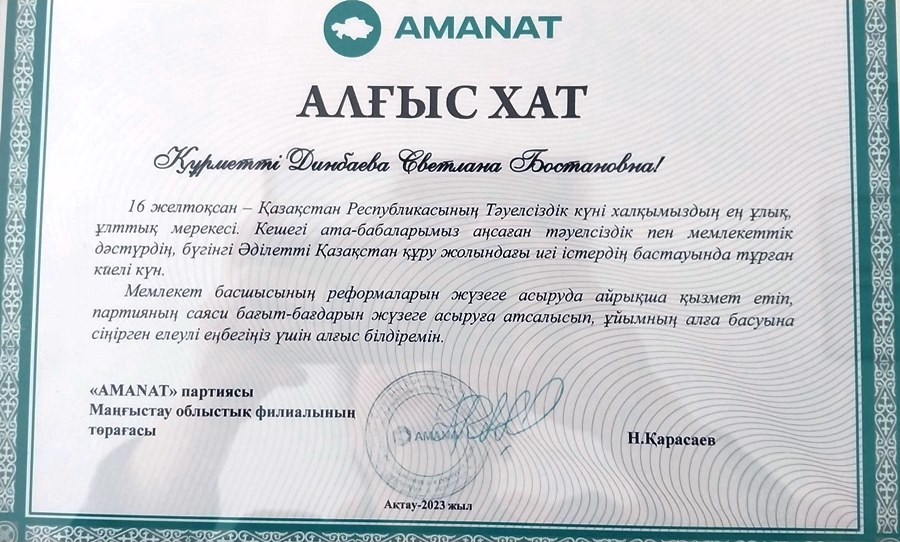 AMANAT
АЛҒЫС ХАТ
Құрметті Динбаева Светлана Бостановна!
16 желтоқсан – Қазақстан Республикасының Тәуелсіздік күні халқымыздың ең ұлық,
ұлттық мерекесі. Кешегі ата-бабаларымыз аңсаған тәуелсіздік пен мемлекеттік
дәстүрдің, бүгінгі Әділетті Қазақстан құру жолындағы игі істердің бастауында тұрған
киелі күн.
Мемлекет басшысының реформаларын жүзеге асыруда айрықша қызмет етіп,
партияның саяси бағыт-бағдарын жүзеге асыруға атсалысып, ұйымның алға басуына
сіңірген елеулі еңбегіңіз үшін алғыс білдіремін.
«AMANAT» партиясы
Маңғыстау облыстық филиалының
төрағасы
AMANAT
Н.Қарасаев
Ақтау-2023 жыл